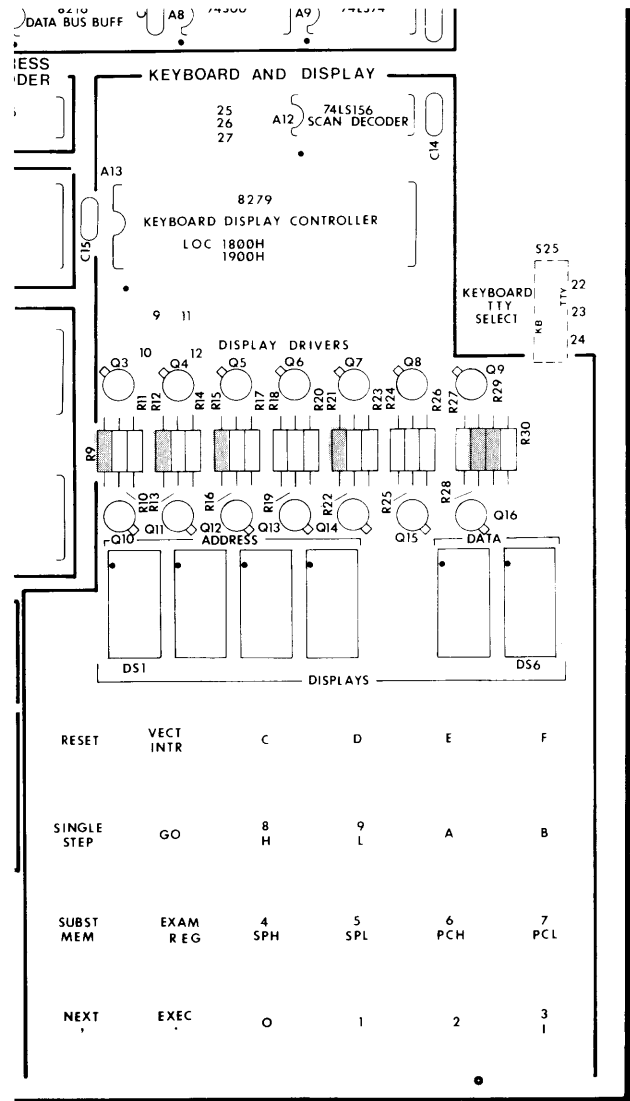 8216
DATA BUS BUFF
A8
74S00
A9
74LS74
RESS
DER
KEYBOARD AND DISPLAY
25
26
27
A12
74LS156
SCAN DECODER
C14
A13
8279
KEYBOARD DISPLAY CONTROLLER
LOC 1800H
1900H
C15
S25
KEYBOARD
TTY
SELECT
KB
TTY
22
23
24
9 11
10 12
DISPLAY DRIVERS
Q3 Q4 Q5 Q6 Q7 Q8 Q9
R11 R12 R14 R15 R17 R18 R20 R21 R23 R24 R26 R27 R29
R9
R30
R10 R13 R16 R19 R22 R25 R28
Q10 Q11 Q12 Q13 Q14 Q15 Q16
ADDRESS
DATA
DS1
DS6
DISPLAYS
RESET
VECT
INTR
C
D
E
F
SINGLE
STEP
GO
8
H
9
L
A
B
SUBST
MEM
EXAM
REG
4
SPH
5
SPL
6
PCH
7
PCL
NEXT
,
EXEC
.
O
1
2
3
I